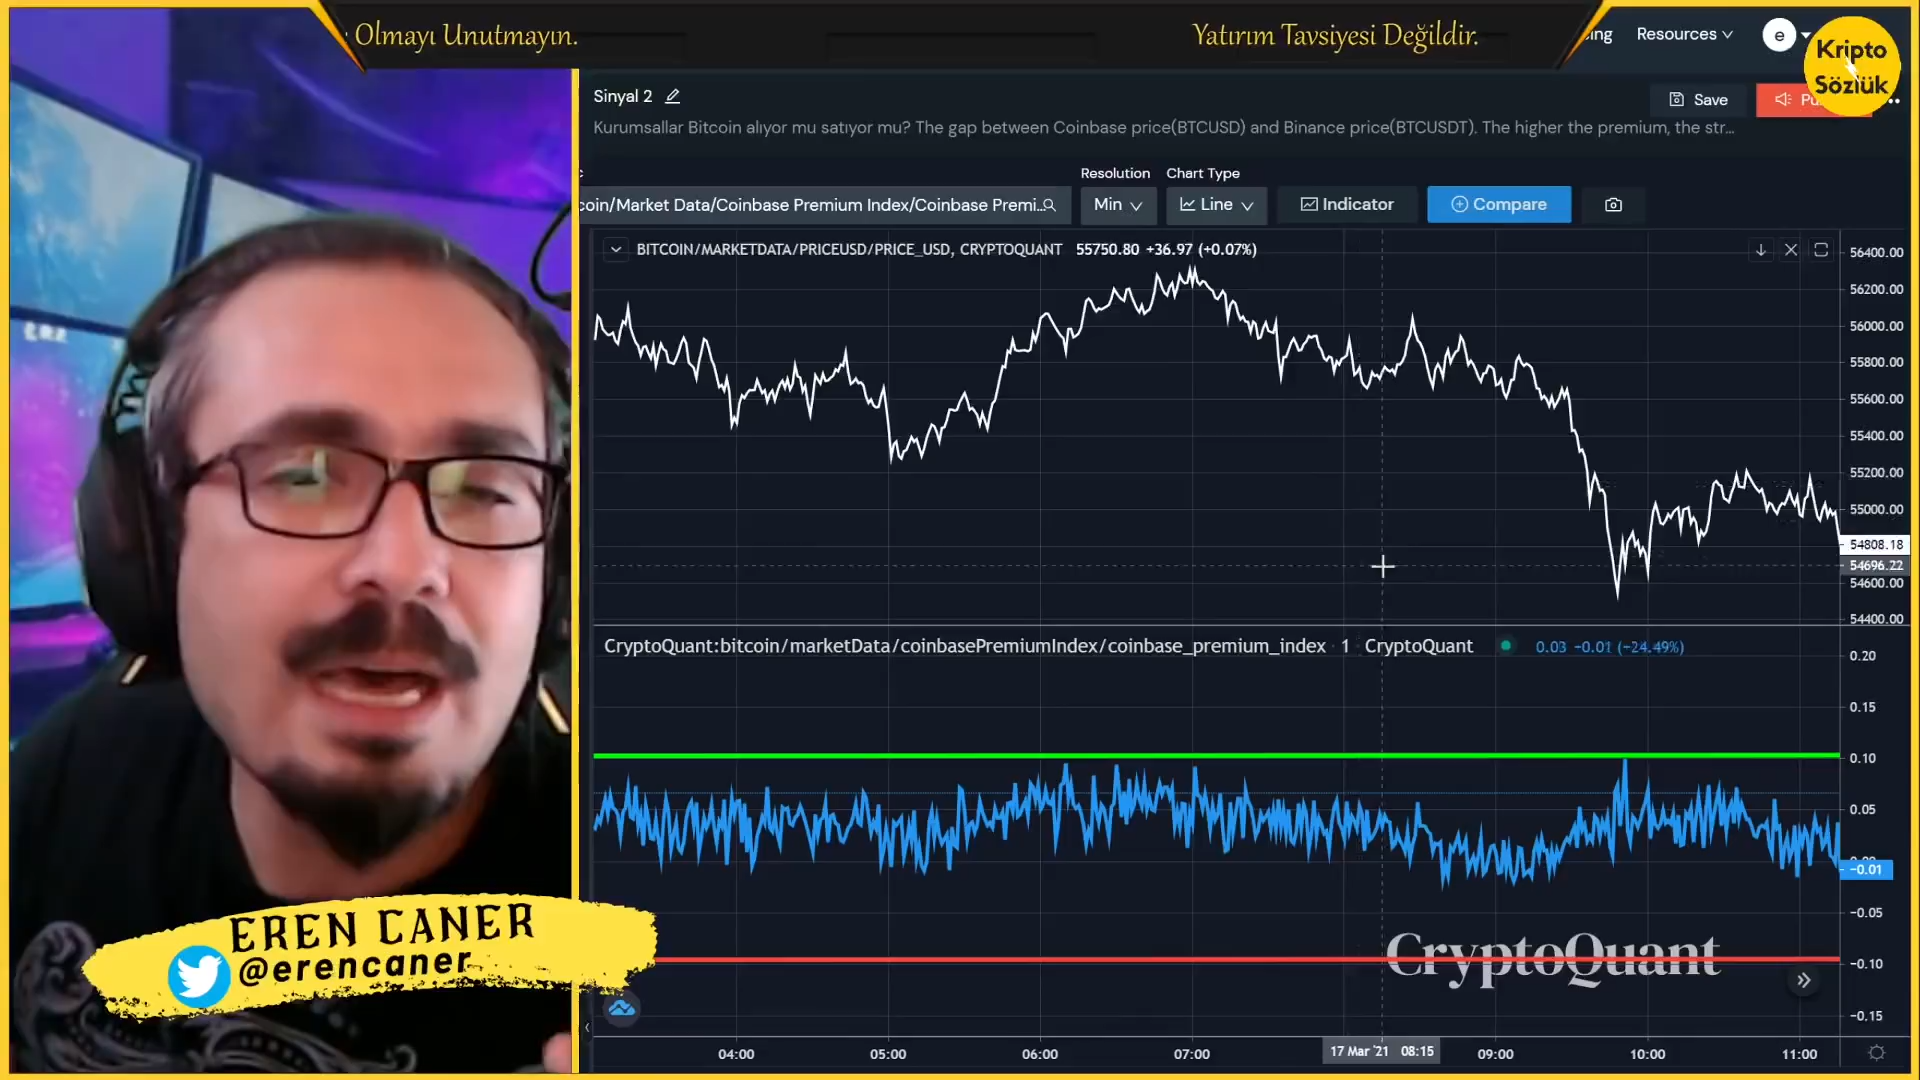 Olmayı Unutmayın.
Yatırım Tavsiyesi Değildir.
Resources
e
Kripto
Sözlük
Sinyal 2
Save
Kurumsallar Bitcoin alıyor mu satıyor mu? The gap between Coinbase price(BTCUSD) and Binance price(BTCUSDT). The higher the premium, the str...
Resolution
Chart Type
coin/Market Data/Coinbase Premium Index/Coinbase Premi...
Min
Line
Indicator
Compare
BITCOIN/MARKETDATA/PRICEUSD/PRICE_USD, CRYPTOQUANT 55750.80 +36.97 (+0.07%)
56400.00
56200.00
56000.00
55800.00
55600.00
55400.00
55200.00
55000.00
54808.18
54696.22
54600.00
54400.00
CryptoQuant:bitcoin/marketData/coinbasePremiumIndex/coinbase_premium_index · 1 CryptoQuant 0.03 −0.01 (−24.49%)
0.20
0.15
0.10
0.05
−0.01
−0.05
−0.10
−0.15
CryptoQuant
EREN CANER
@erencaner
04:00
05:00
06:00
07:00
17 Mar '21 08:15
09:00
10:00
11:00